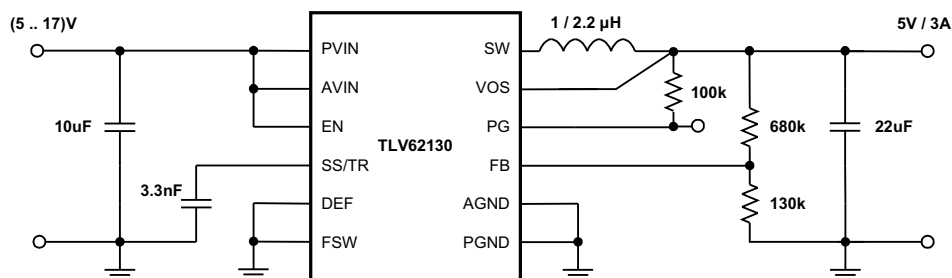 (5 .. 17)V
1 / 2.2 µH
5V / 3A
PVIN
SW
AVIN
VOS
100k
10uF
EN
PG
680k
22uF
TLV62130
SS/TR
FB
3.3nF
DEF
AGND
130k
FSW
PGND